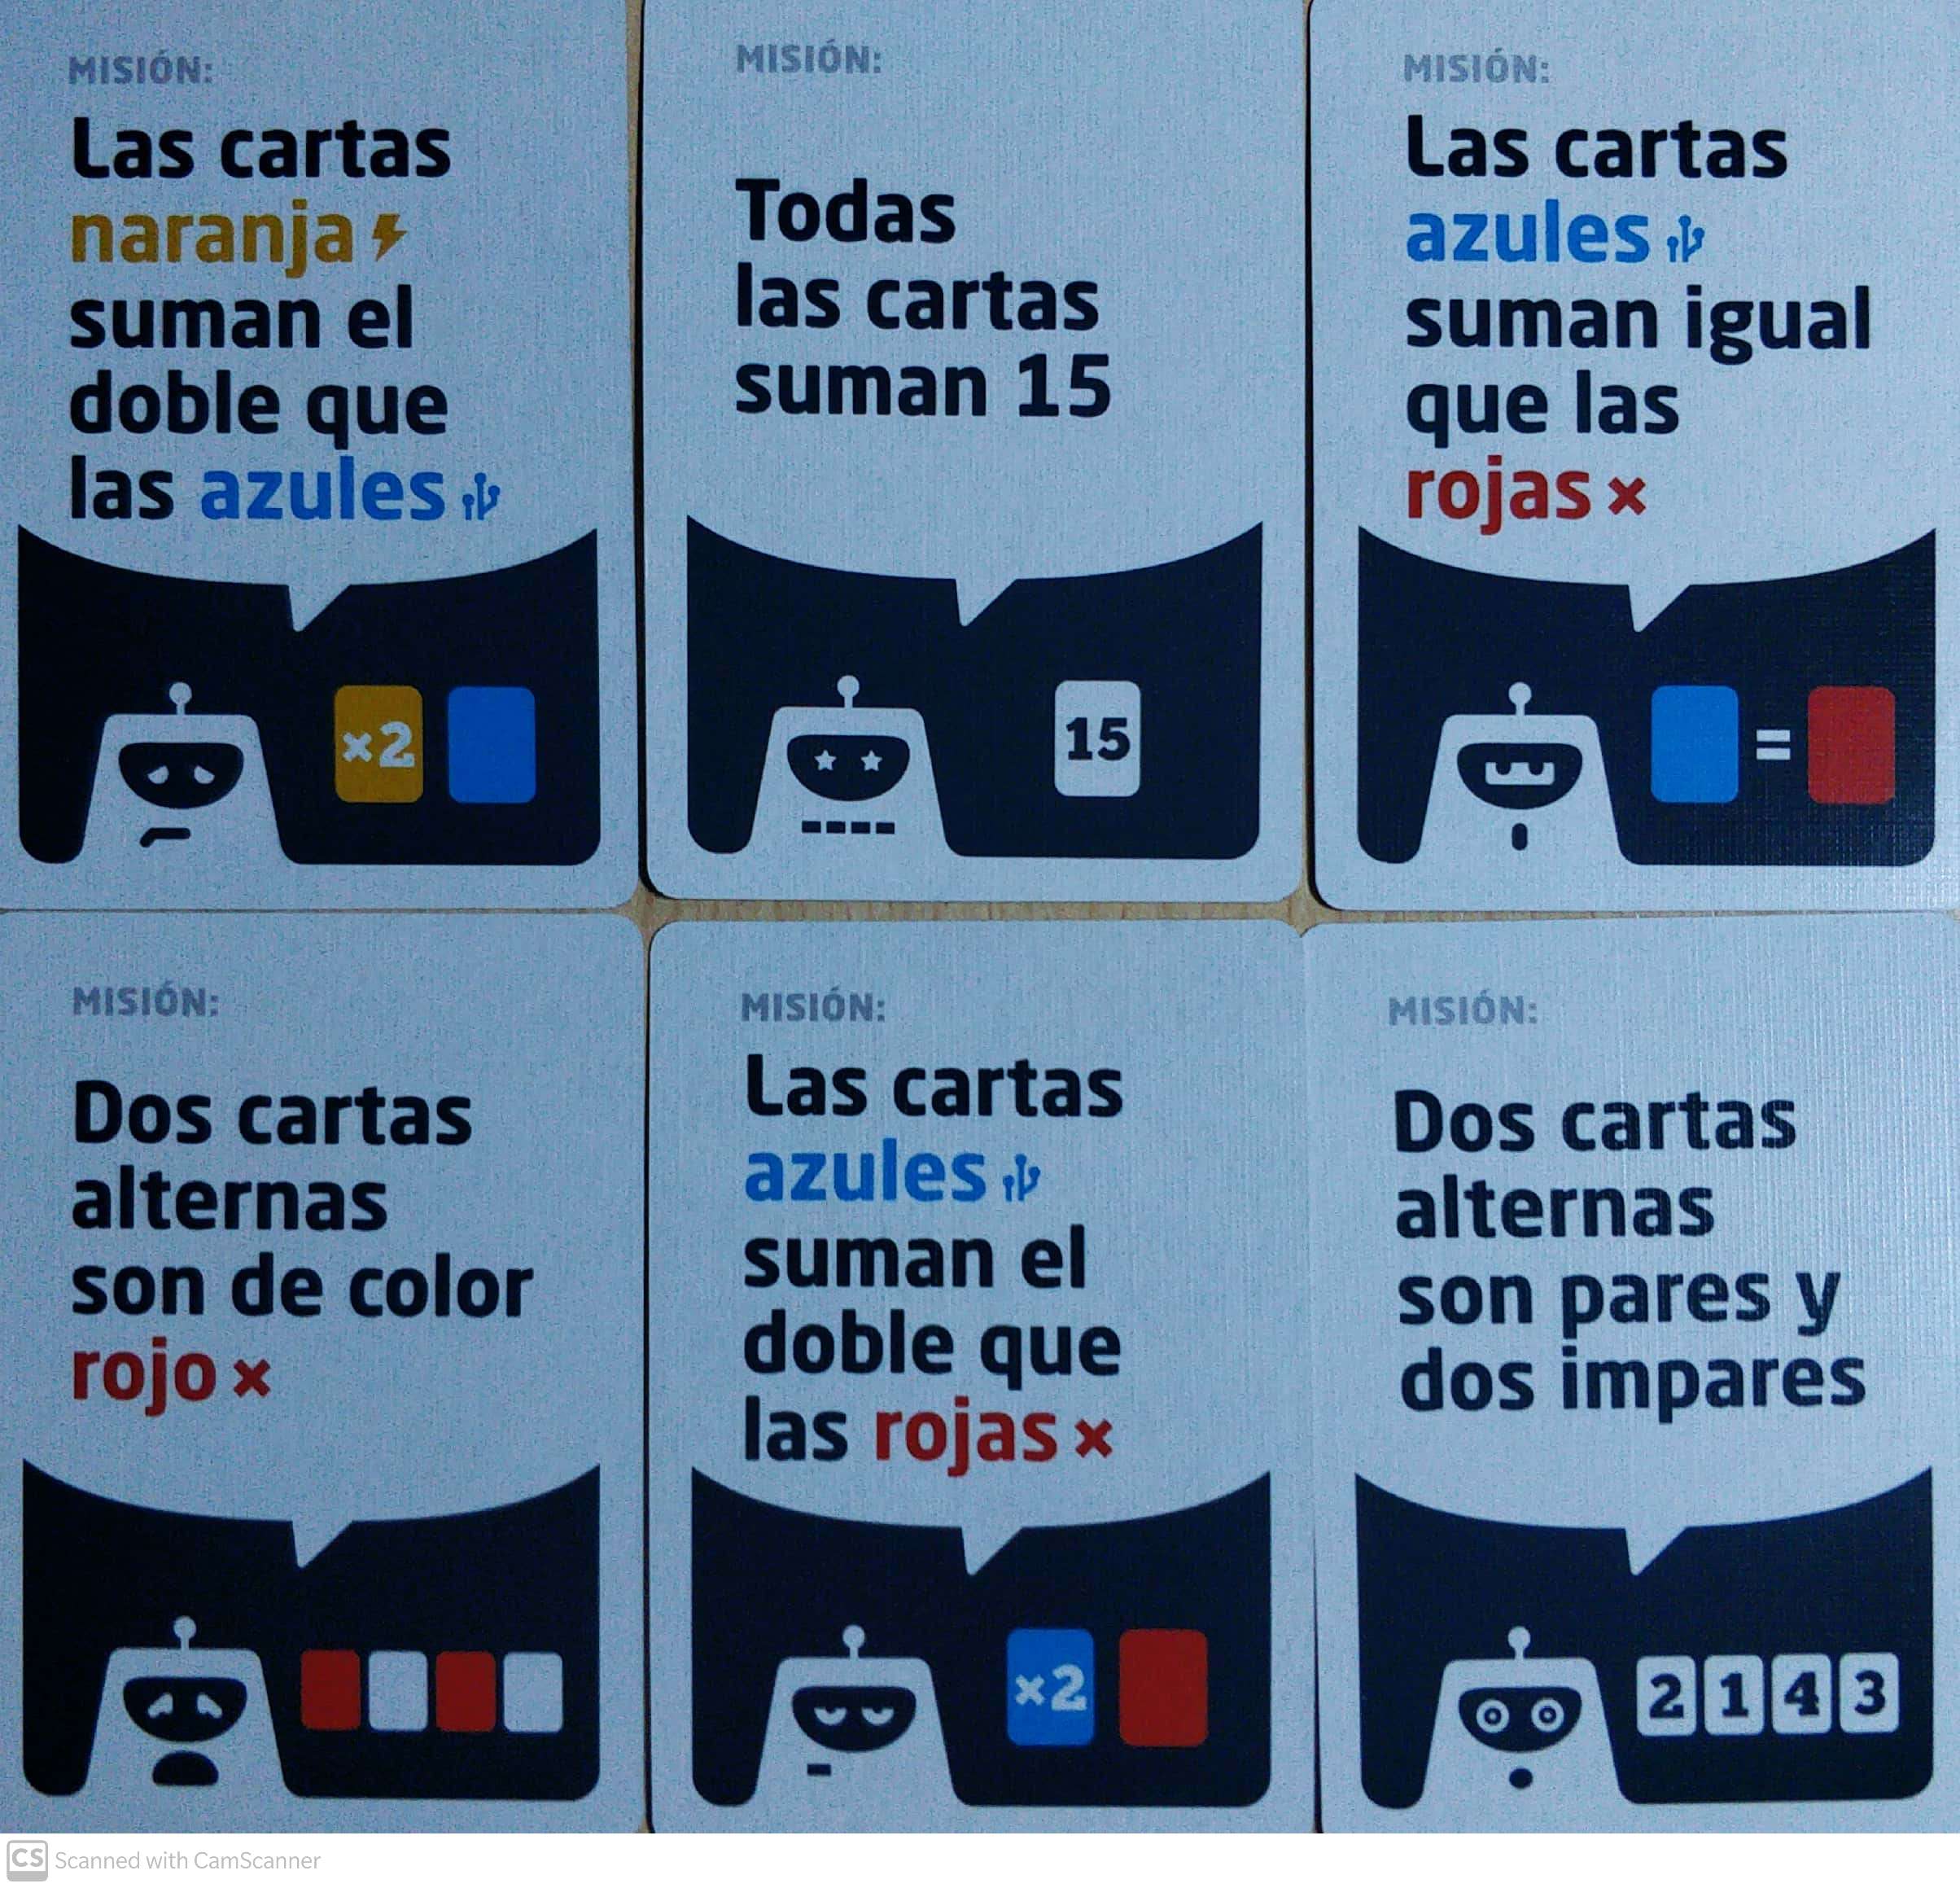 MISIÓN:
Las cartas
naranja
suman el
doble que
las azules
×2
MISIÓN:
Todas
las cartas
suman 15
15
MISIÓN:
Las cartas
azules
suman igual
que las
rojas ×
=
MISIÓN:
Dos cartas
alternas
son de color
rojo ×
MISIÓN:
Las cartas
azules
suman el
doble que
las rojas ×
×2
MISIÓN:
Dos cartas
alternas
son pares y
dos impares
2 1 4 3
CS Scanned with CamScanner